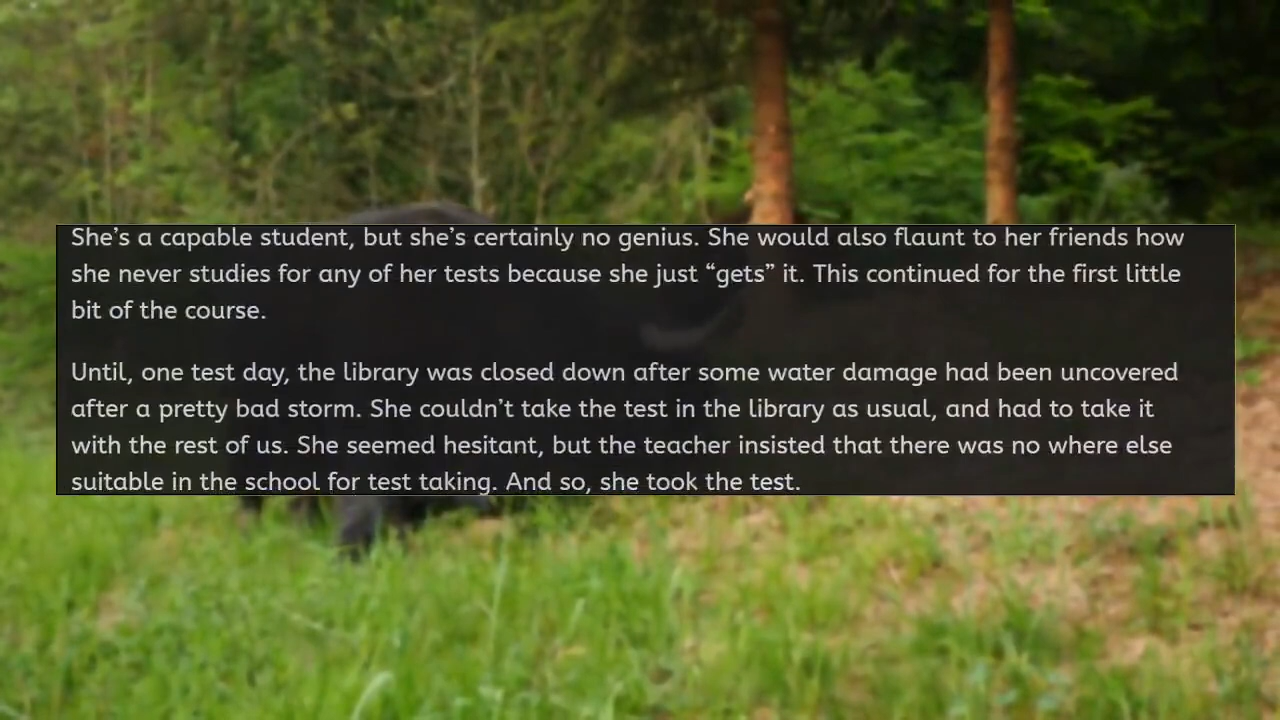 She’s a capable student, but she’s certainly no genius. She would also flaunt to her friends how
she never studies for any of her tests because she just “gets” it. This continued for the first little
bit of the course.
Until, one test day, the library was closed down after some water damage had been uncovered
after a pretty bad storm. She couldn’t take the test in the library as usual, and had to take it
with the rest of us. She seemed hesitant, but the teacher insisted that there was no where else
suitable in the school for test taking. And so, she took the test.